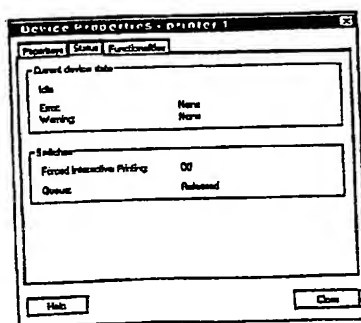 Device Properties - printer 1
Properties Status Functionalities
Current device state
Idle
Error: None
Warning: None
Switches
Forced Interactive Printing: Off
Queue: Released
Help Close